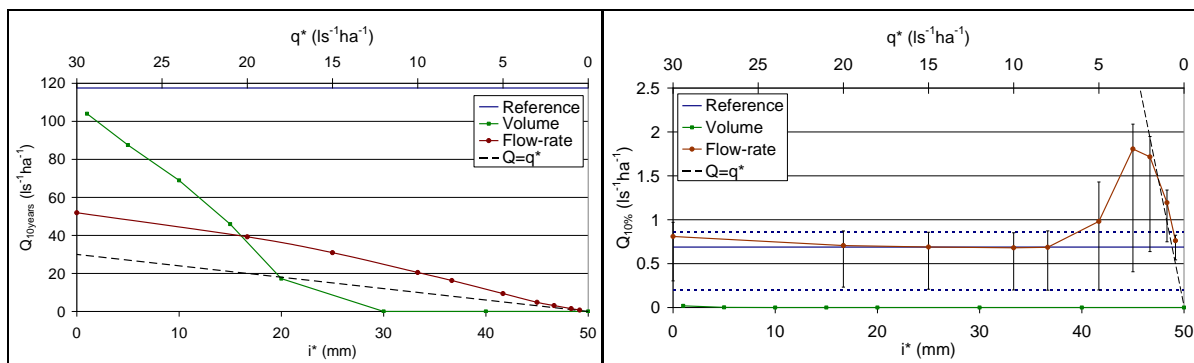 q* (ls⁻¹ha⁻¹)
30 25 20 15 10 5 0
120
100
80
60
40
20
0
Q10years (ls⁻¹ha⁻¹)
Reference
Volume
Flow-rate
Q=q*
0 10 20 30 40 50
i* (mm)
q* (ls⁻¹ha⁻¹)
30 25 20 15 10 5 0
2.5
2
1.5
1
0.5
0
Q10% (ls⁻¹ha⁻¹)
Reference
Volume
Flow-rate
Q=q*
0 10 20 30 40 50
i* (mm)